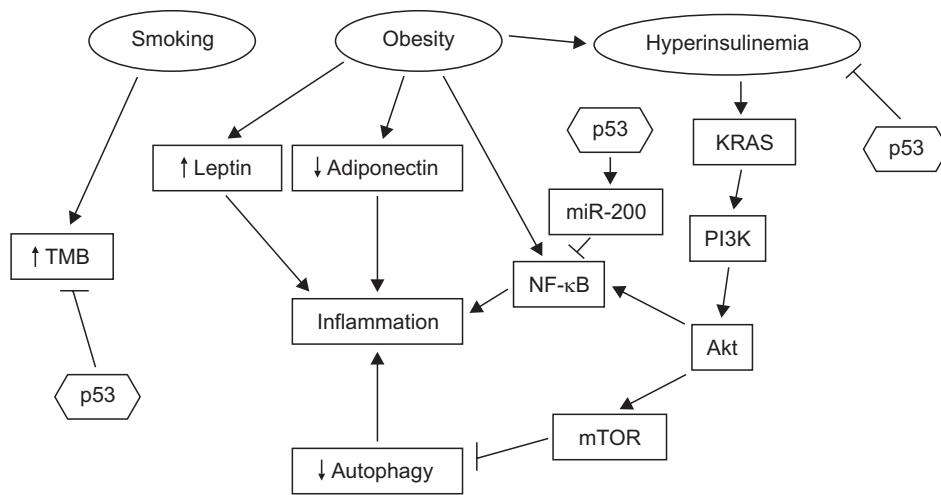 Smoking
Obesity
Hyperinsulinemia
p53
p53
KRAS
↑ Leptin
↓ Adiponectin
miR-200
PI3K
↑ TMB
NF-κB
Inflammation
Akt
p53
mTOR
↓ Autophagy